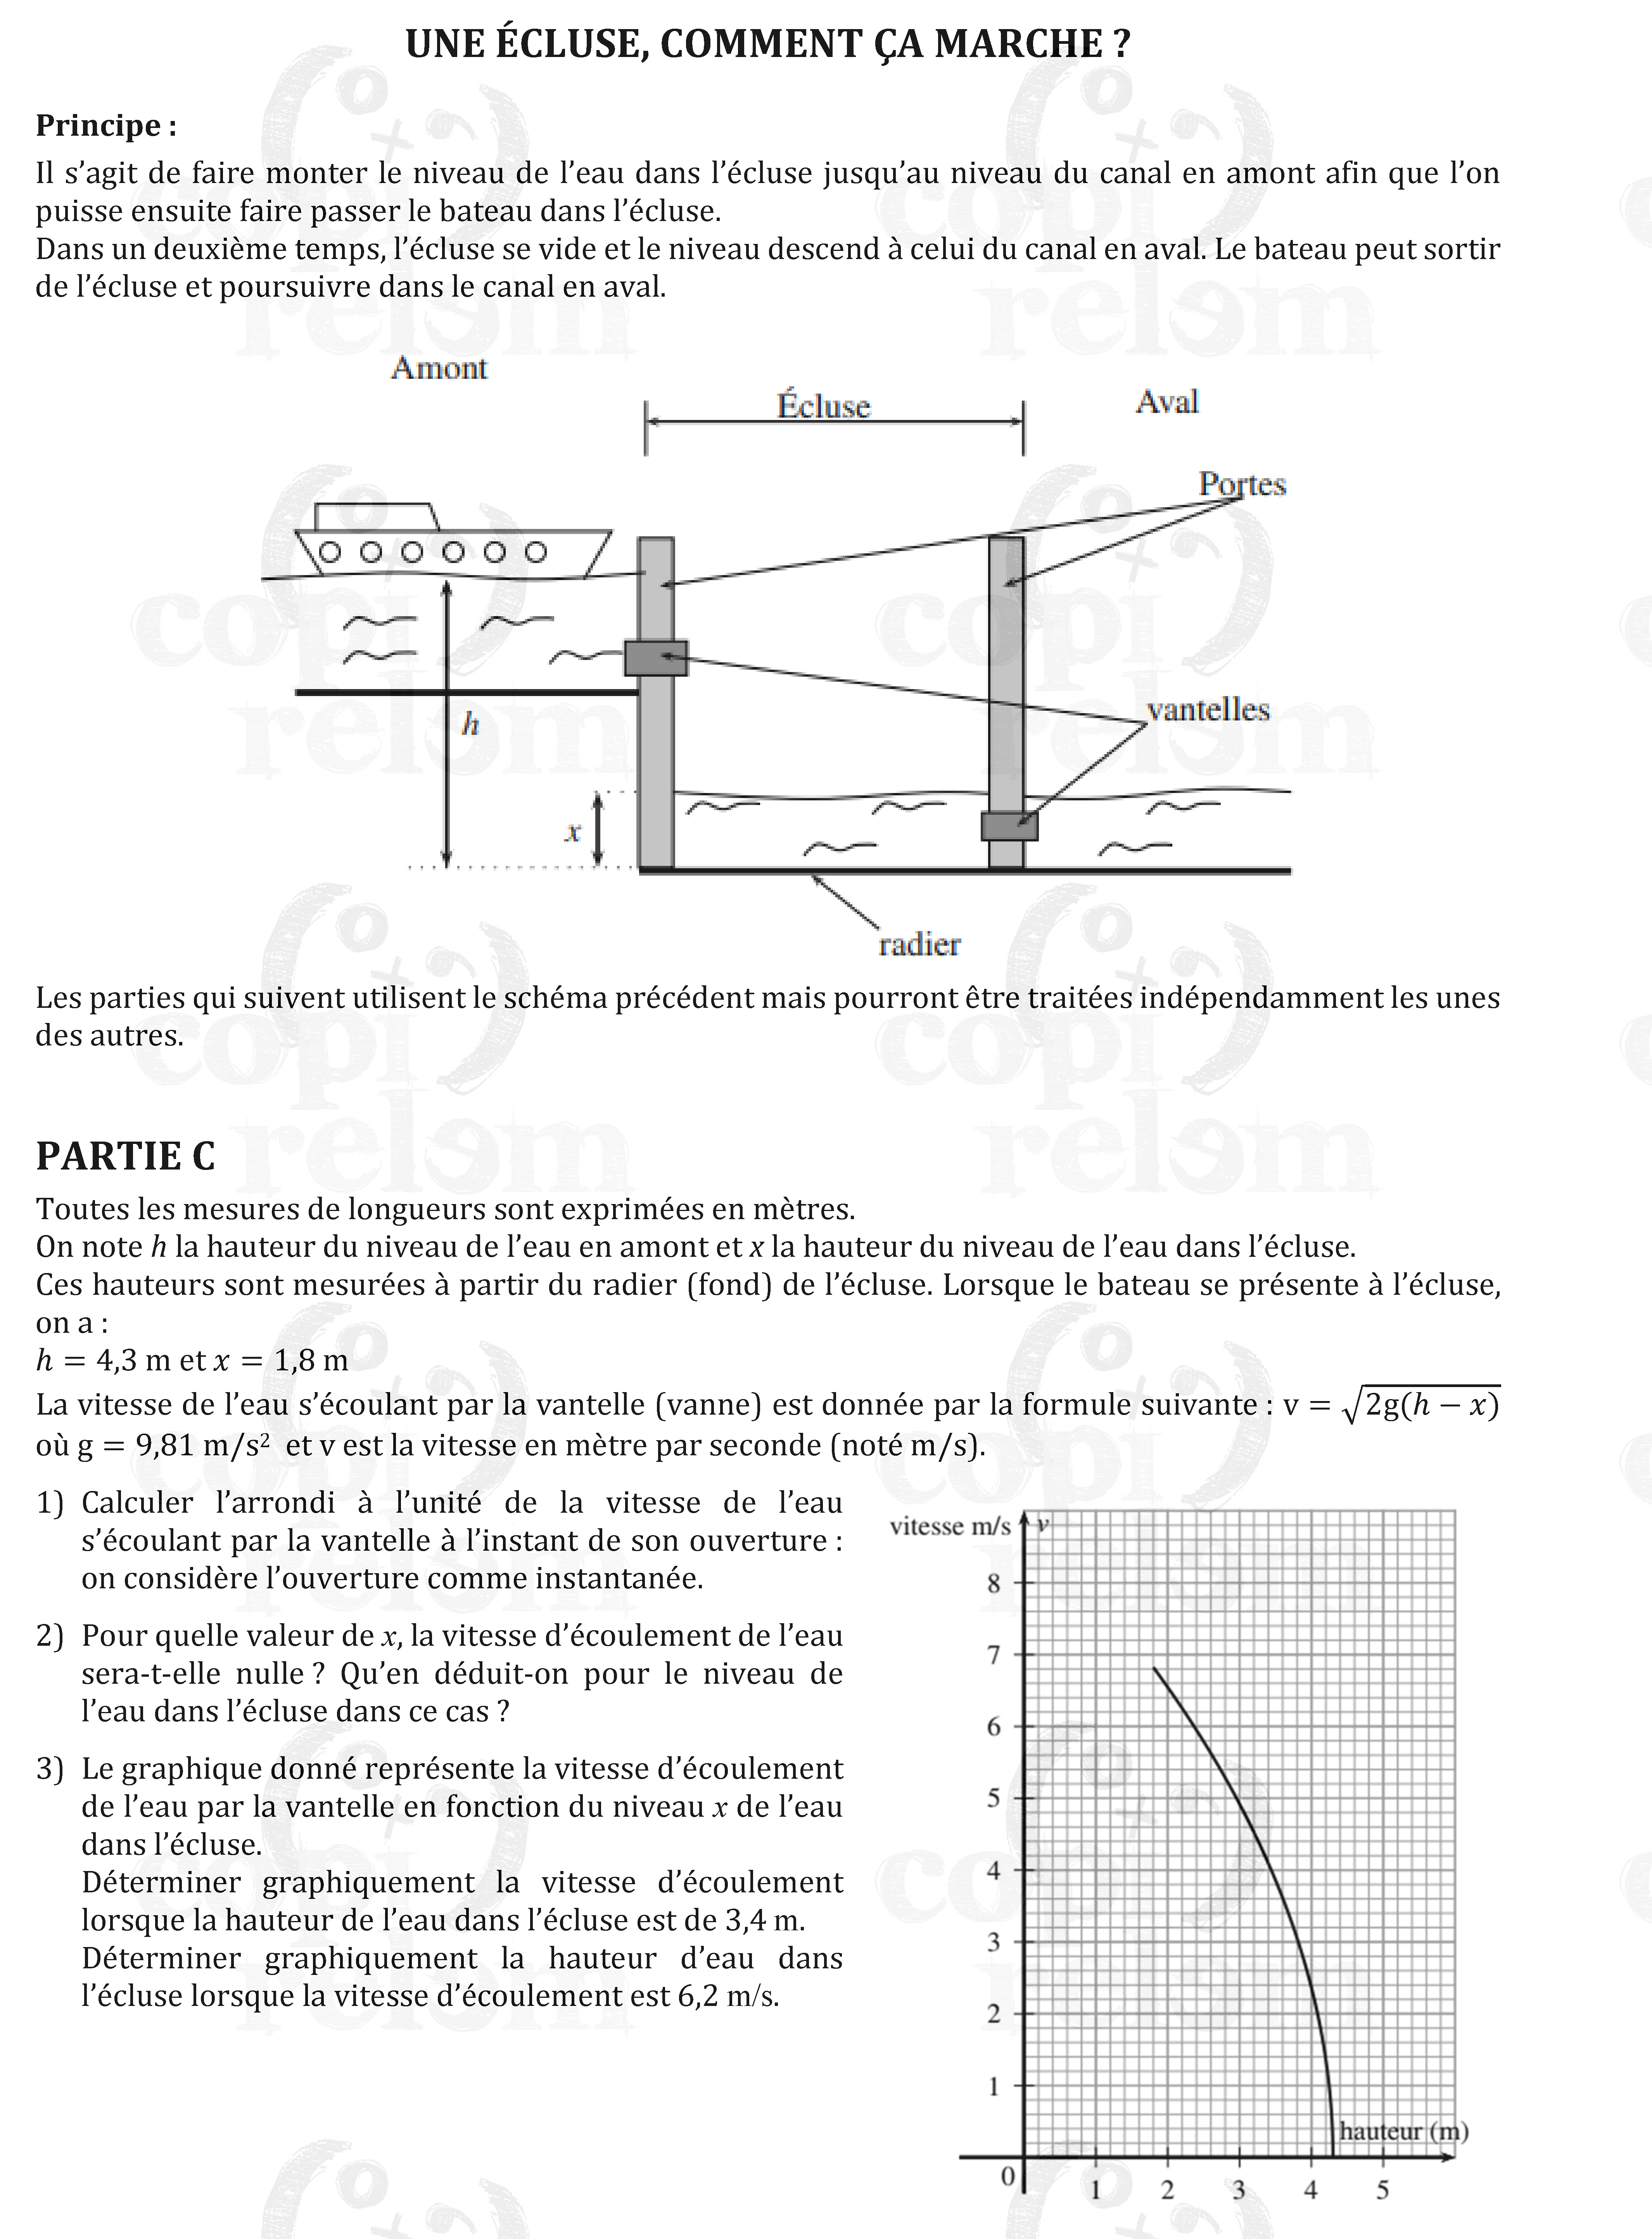 UNE ÉCLUSE, COMMENT ÇA MARCHE ?
Principe :
Il s’agit de faire monter le niveau de l’eau dans l’écluse jusqu’au niveau du canal en amont afin que l’on
puisse ensuite faire passer le bateau dans l’écluse.
Dans un deuxième temps, l’écluse se vide et le niveau descend à celui du canal en aval. Le bateau peut sortir
de l’écluse et poursuivre dans le canal en aval.
Amont
Écluse
Aval
Portes
h
vantelles
x
radier
Les parties qui suivent utilisent le schéma précédent mais pourront être traitées indépendamment les unes
des autres.
PARTIE C
Toutes les mesures de longueurs sont exprimées en mètres.
On note h la hauteur du niveau de l’eau en amont et x la hauteur du niveau de l’eau dans l’écluse.
Ces hauteurs sont mesurées à partir du radier (fond) de l’écluse. Lorsque le bateau se présente à l’écluse,
on a :
h = 4,3 m et x = 1,8 m
La vitesse de l’eau s’écoulant par la vantelle (vanne) est donnée par la formule suivante : v = √2g(h − x)
où g = 9,81 m/s² et v est la vitesse en mètre par seconde (noté m/s).
1) Calculer l’arrondi à l’unité de la vitesse de l’eau
s’écoulant par la vantelle à l’instant de son ouverture :
on considère l’ouverture comme instantanée.
2) Pour quelle valeur de x, la vitesse d’écoulement de l’eau
sera-t-elle nulle ? Qu’en déduit-on pour le niveau de
l’eau dans l’écluse dans ce cas ?
3) Le graphique donné représente la vitesse d’écoulement
de l’eau par la vantelle en fonction du niveau x de l’eau
dans l’écluse.
Déterminer graphiquement la vitesse d’écoulement
lorsque la hauteur de l’eau dans l’écluse est de 3,4 m.
Déterminer graphiquement la hauteur d’eau dans
l’écluse lorsque la vitesse d’écoulement est 6,2 m/s.
vitesse m/s v
8
7
6
5
4
3
2
1
hauteur (m)
0 1 2 3 4 5
copi
relem